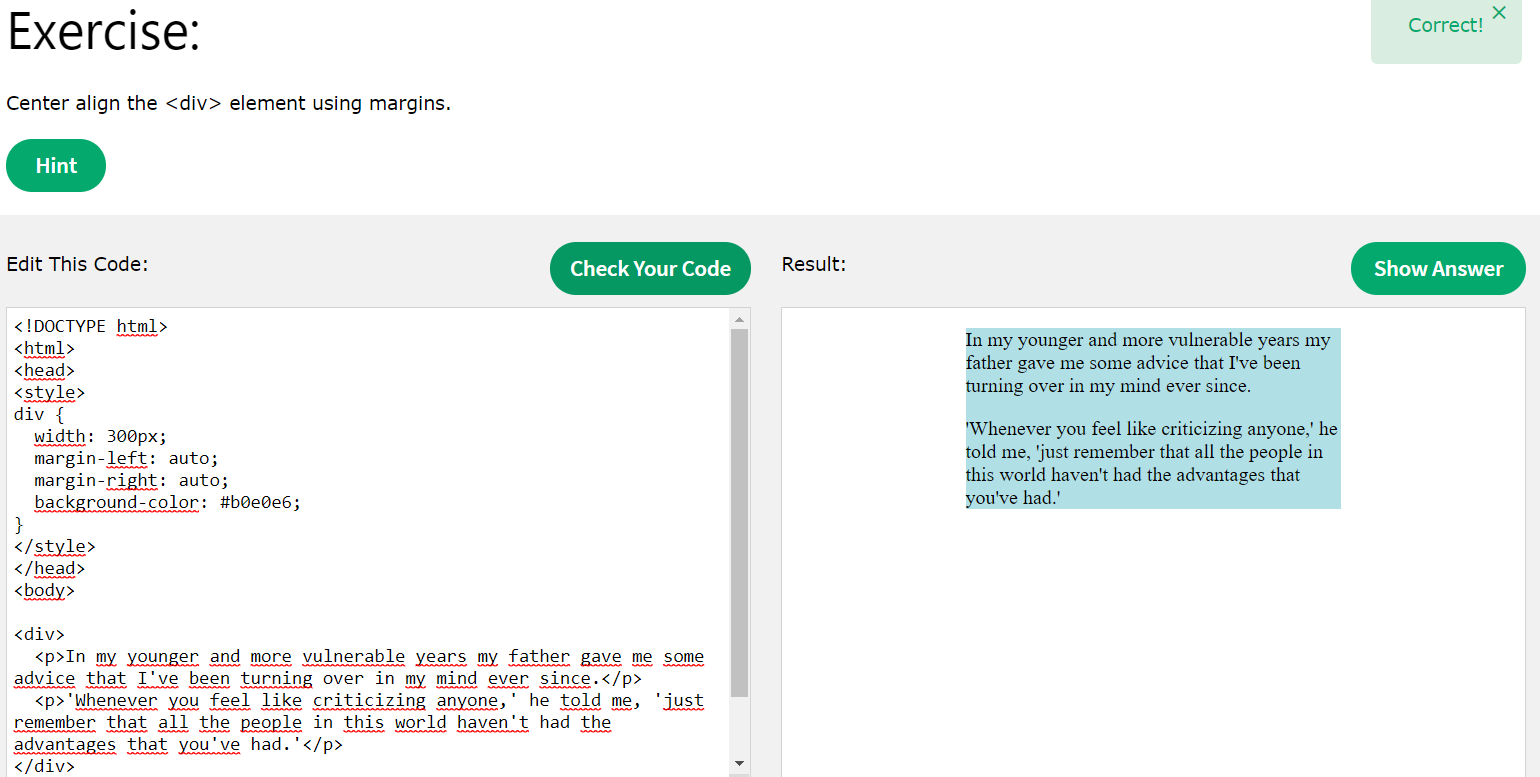 Exercise:
Correct!
Center align the <div> element using margins.
Hint
Edit This Code:
Check Your Code
<!DOCTYPE html>
<html>
<head>
<style>
div {
  width: 300px;
  margin-left: auto;
  margin-right: auto;
  background-color: #b0e0e6;
}
</style>
</head>
<body>

<div>
  <p>In my younger and more vulnerable years my father gave me some
advice that I've been turning over in my mind ever since.</p>
  <p>'Whenever you feel like criticizing anyone,' he told me, 'just
remember that all the people in this world haven't had the
advantages that you've had.'</p>
</div>
Result:
Show Answer
In my younger and more vulnerable years my
father gave me some advice that I've been
turning over in my mind ever since.
'Whenever you feel like criticizing anyone,' he
told me, 'just remember that all the people in
this world haven't had the advantages that
you've had.'